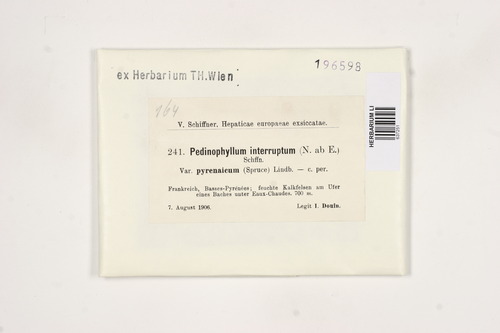 ex Herbarium TH.Wien
196598
HERBARIUM LI
V. Schiffner, Hepaticae europaeae exsiccatae.
241. Pedinophyllum interruptum (N. ab E.)
Schffn.
Var. pyrenaicum (Spruce) Lindb. — c. per.
Frankreich, Basses-Pyrénées; feuchte Kalkfelsen am Ufer
eines Baches unter Eaux-Chaudes. 700 m.
7. August 1906. Legit I. Douin.